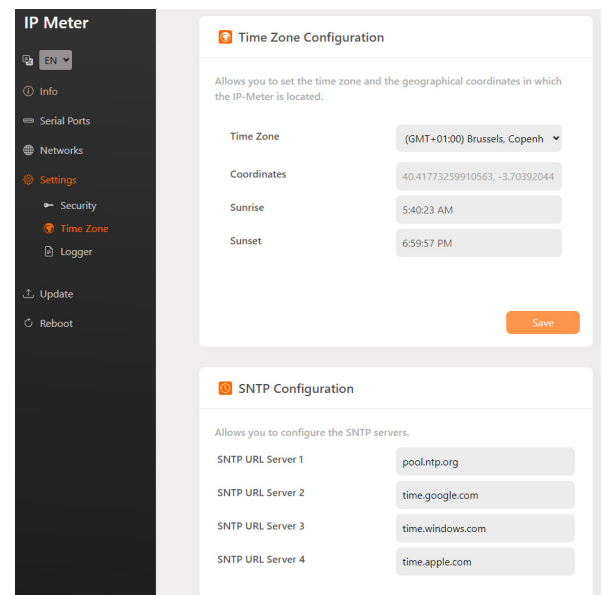 IP Meter
EN
Info
Serial Ports
Networks
Settings
Security
Time Zone
Logger
Update
Reboot
Time Zone Configuration
Allows you to set the time zone and the geographical coordinates in which
the IP-Meter is located.
Time Zone
(GMT+01:00) Brussels, Copenh
Coordinates
40.41773259910563, -3.70392044
Sunrise
5:40:23 AM
Sunset
6:59:57 PM
Save
SNTP Configuration
Allows you to configure the SNTP servers.
SNTP URL Server 1
pool.ntp.org
SNTP URL Server 2
time.google.com
SNTP URL Server 3
time.windows.com
SNTP URL Server 4
time.apple.com